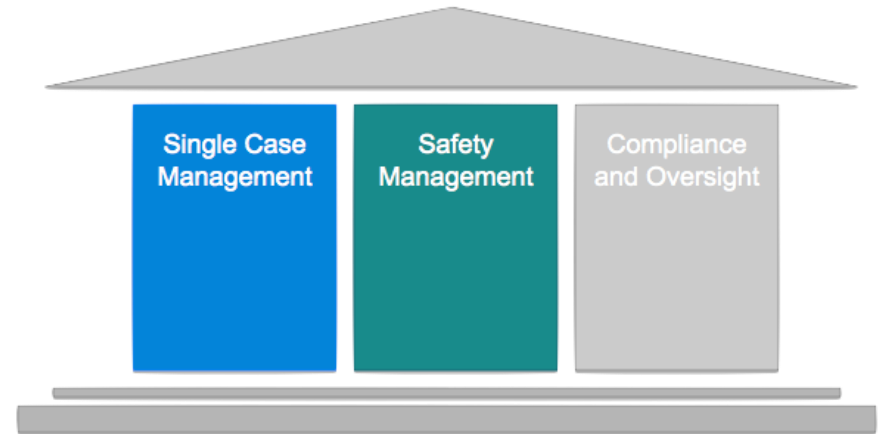 Single Case
Management
Safety
Management
Compliance
and Oversight